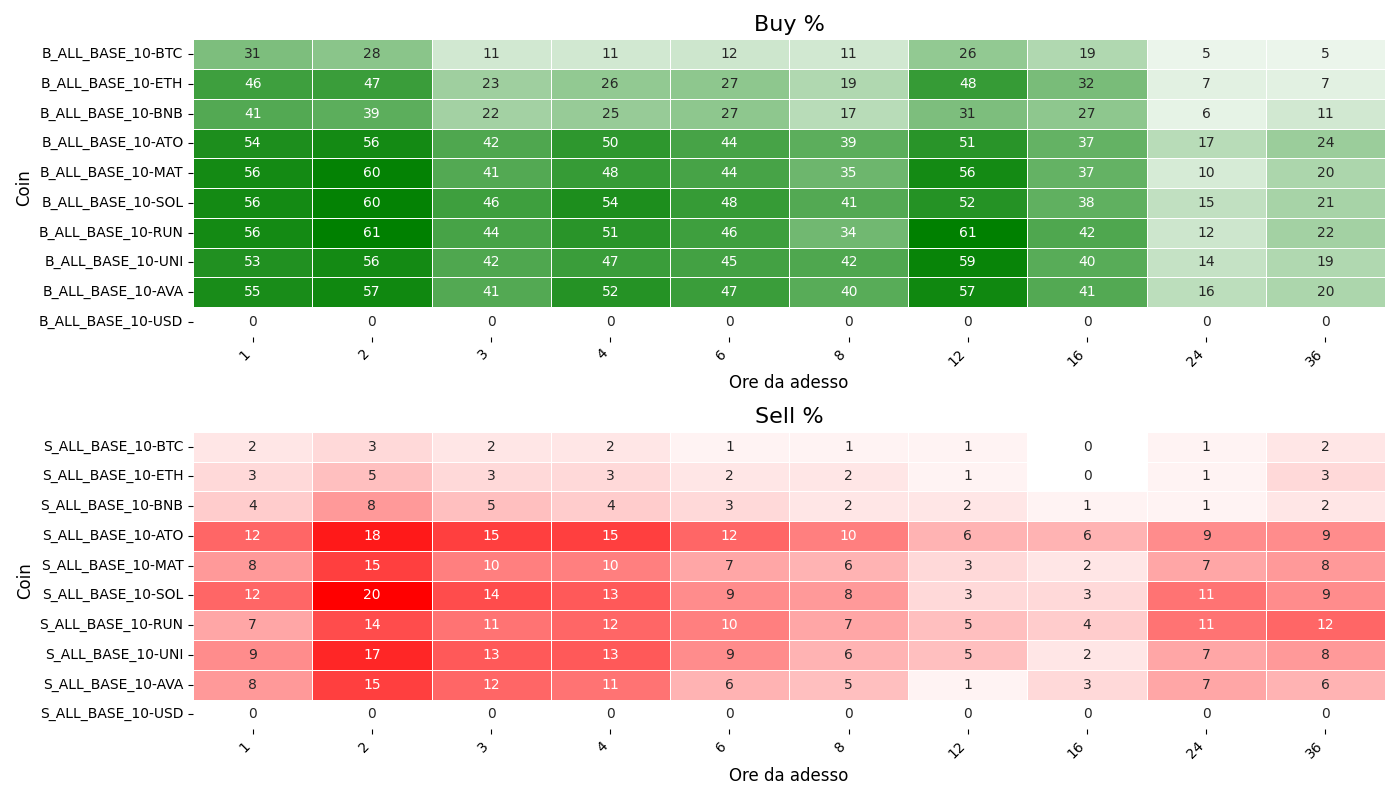 Buy %
Coin
B_ALL_BASE_10-BTC 31 28 11 11 12 11 26 19 5 5
B_ALL_BASE_10-ETH 46 47 23 26 27 19 48 32 7 7
B_ALL_BASE_10-BNB 41 39 22 25 27 17 31 27 6 11
B_ALL_BASE_10-ATO 54 56 42 50 44 39 51 37 17 24
B_ALL_BASE_10-MAT 56 60 41 48 44 35 56 37 10 20
B_ALL_BASE_10-SOL 56 60 46 54 48 41 52 38 15 21
B_ALL_BASE_10-RUN 56 61 44 51 46 34 61 42 12 22
B_ALL_BASE_10-UNI 53 56 42 47 45 42 59 40 14 19
B_ALL_BASE_10-AVA 55 57 41 52 47 40 57 41 16 20
B_ALL_BASE_10-USD 0 0 0 0 0 0 0 0 0 0
1 2 3 4 6 8 12 16 24 36
Ore da adesso
Sell %
Coin
S_ALL_BASE_10-BTC 2 3 2 2 1 1 1 0 1 2
S_ALL_BASE_10-ETH 3 5 3 3 2 2 1 0 1 3
S_ALL_BASE_10-BNB 4 8 5 4 3 2 2 1 1 2
S_ALL_BASE_10-ATO 12 18 15 15 12 10 6 6 9 9
S_ALL_BASE_10-MAT 8 15 10 10 7 6 3 2 7 8
S_ALL_BASE_10-SOL 12 20 14 13 9 8 3 3 11 9
S_ALL_BASE_10-RUN 7 14 11 12 10 7 5 4 11 12
S_ALL_BASE_10-UNI 9 17 13 13 9 6 5 2 7 8
S_ALL_BASE_10-AVA 8 15 12 11 6 5 1 3 7 6
S_ALL_BASE_10-USD 0 0 0 0 0 0 0 0 0 0
1 2 3 4 6 8 12 16 24 36
Ore da adesso